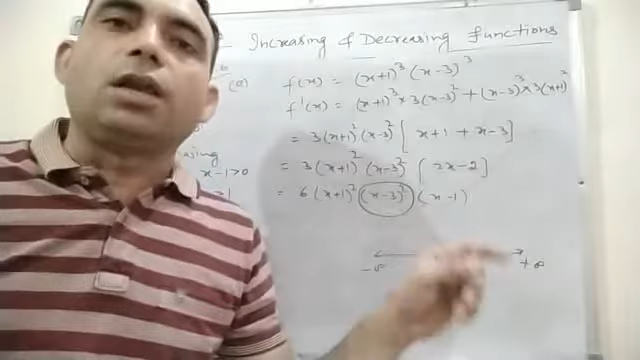 Increasing & Decreasing Functions
f(x) = (x+1)³ (x-3)³
(a)
f'(x) = (x+1)³ × 3(x-3)² + (x-3)³ × 3(x+1)²
= 3(x+1)² (x-3)² [ x+1 + x-3 ]
= 3(x+1)² (x-3)² [ 2x-2 ]
x-1>0
= 6(x+1)² (x-3)² (x-1)
-∞ +∞